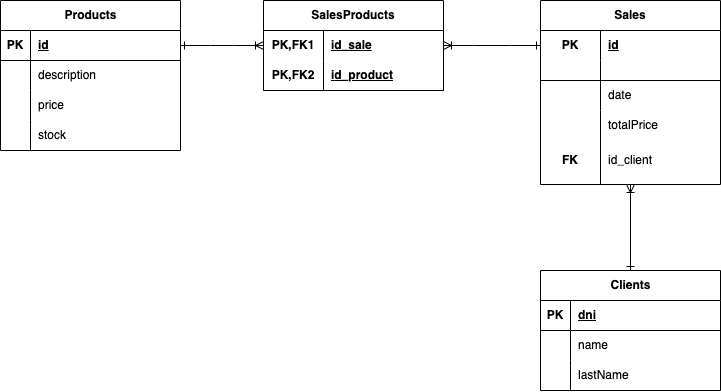 Products
PK id
description
price
stock
SalesProducts
PK,FK1 id_sale
PK,FK2 id_product
Sales
PK id
date
totalPrice
FK id_client
Clients
PK dni
name
lastName